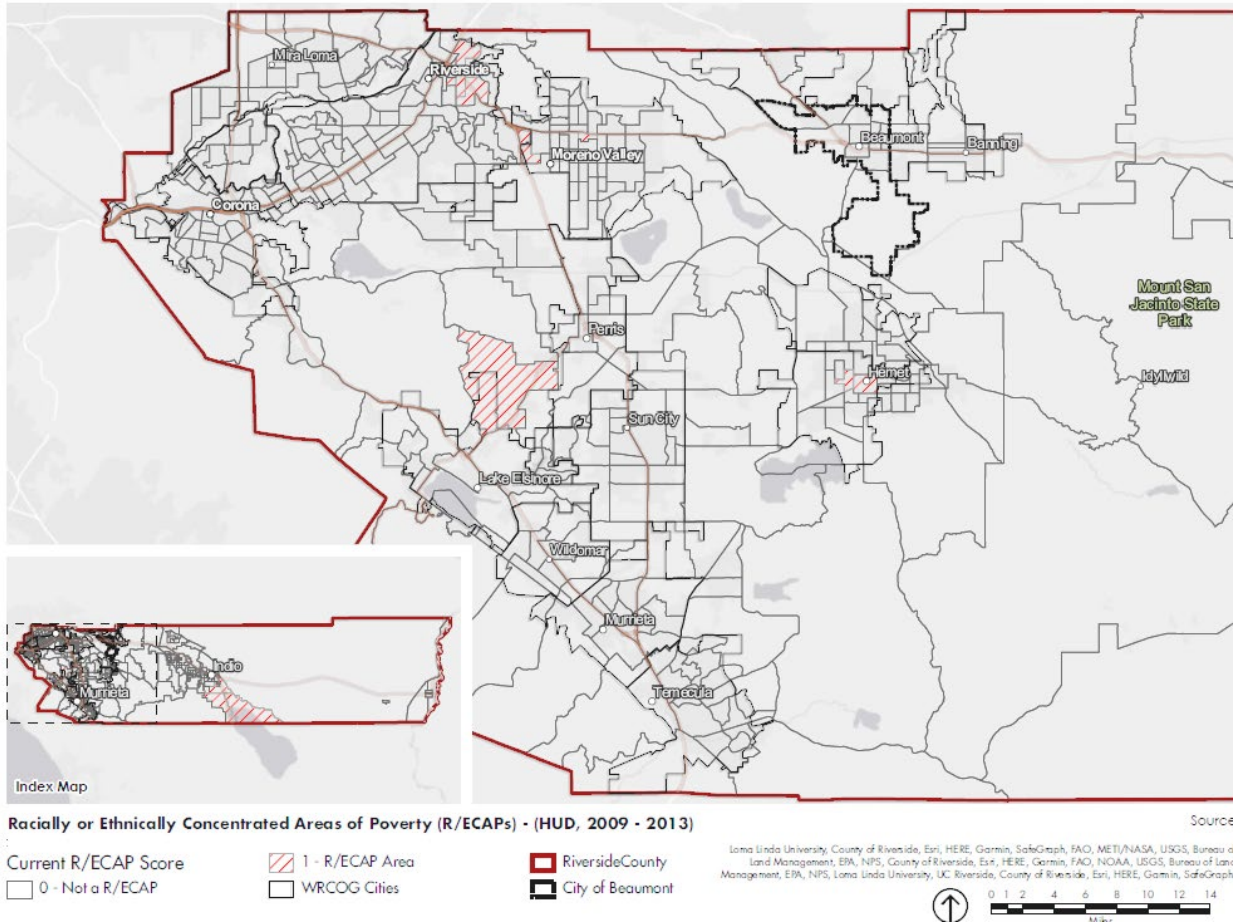 Mira Loma
Riverside
Beaumont
Banning
Moreno Valley
Corona
Mount San
Jacinto State
Park
Perris
Hemet
Idyllwild
Sun City
Lake Elsinore
Wildomar
Murrieta
Temecula
Indio
Murrieta
Index Map
Racially or Ethnically Concentrated Areas of Poverty (R/ECAPs) - (HUD, 2009 - 2013)
Source
:
Current R/ECAP Score
0 - Not a R/ECAP
1 - R/ECAP Area
WRCOG Cities
RiversideCounty
City of Beaumont
Loma Linda University, County of Riverside, Esri, HERE, Garmin, SafeGraph, FAO, METI/NASA, USGS, Bureau of
Land Management, EPA, NPS, County of Riverside, Esri, HERE, Garmin, FAO, NOAA, USGS, Bureau of Land
Management, EPA, NPS, Loma Linda University, UC Riverside, County of Riverside, Esri, HERE, Garmin, SafeGraph,
0 1 2 4 6 8 10 12 14
Miles